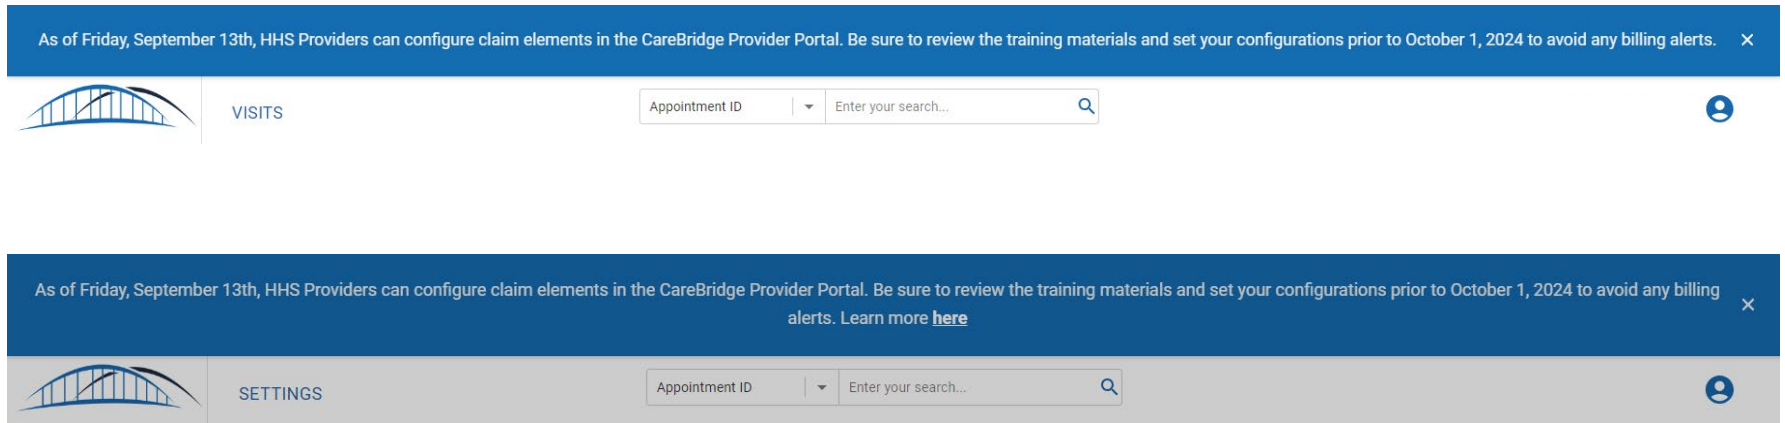 As of Friday, September 13th, HHS Providers can configure claim elements in the CareBridge Provider Portal. Be sure to review the training materials and set your configurations prior to October 1, 2024 to avoid any billing alerts.
VISITS
Appointment ID
Enter your search...
As of Friday, September 13th, HHS Providers can configure claim elements in the CareBridge Provider Portal. Be sure to review the training materials and set your configurations prior to October 1, 2024 to avoid any billing
alerts. Learn more here
SETTINGS
Appointment ID
Enter your search...